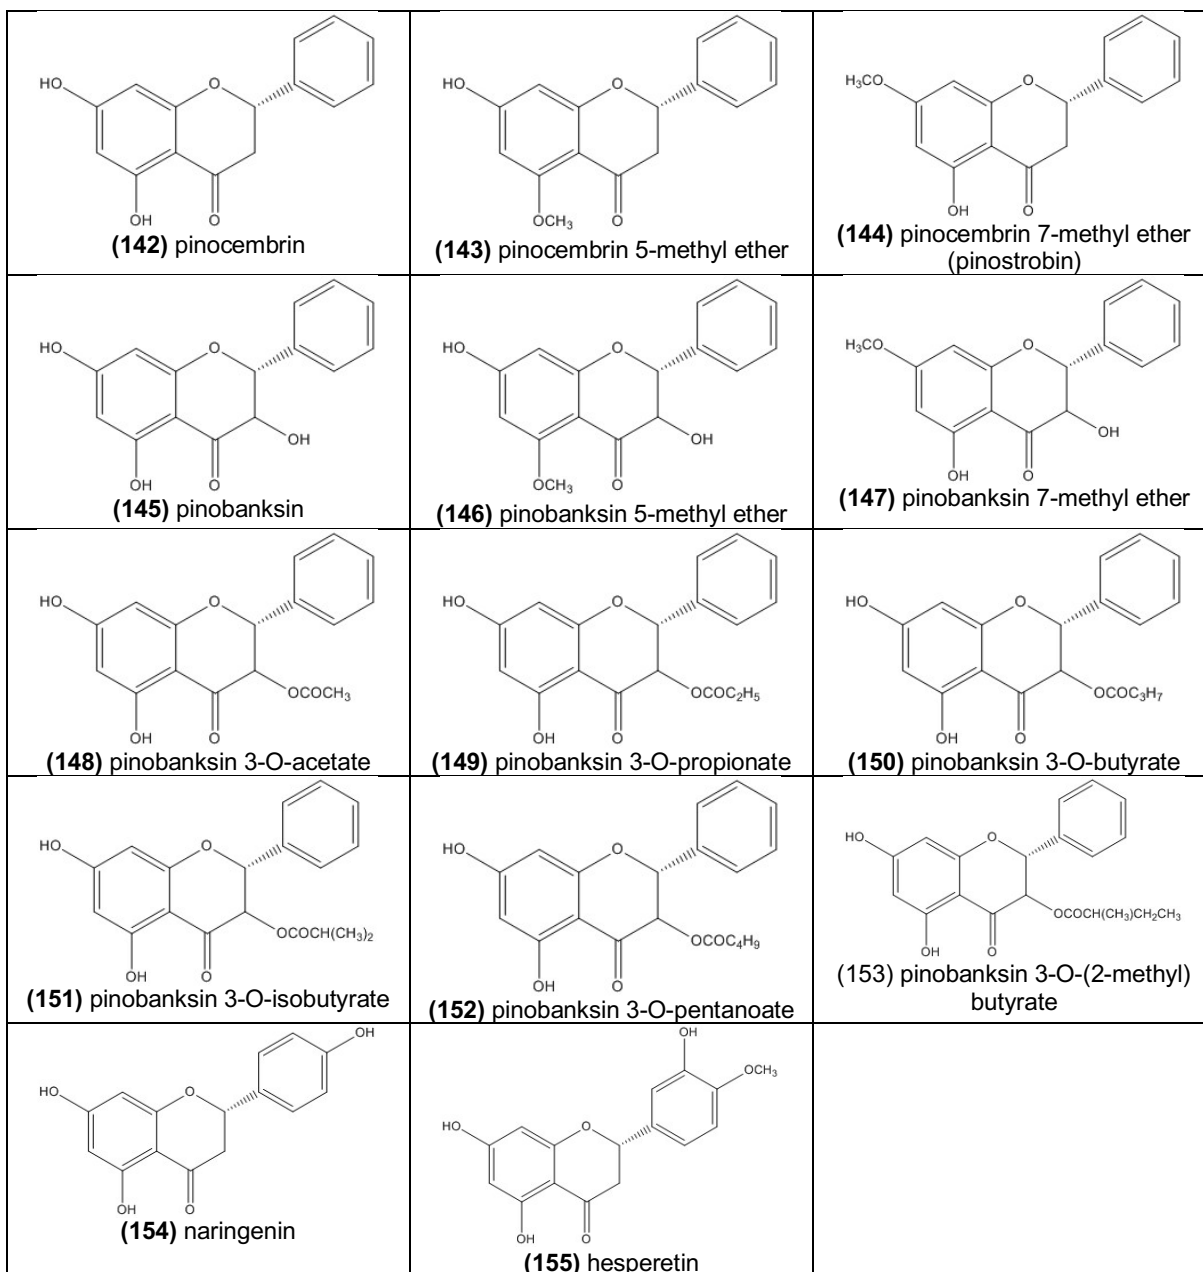 HO
O
OH
O
(142) pinocembrin
HO
O
OCH3
O
(143) pinocembrin 5-methyl ether
H3CO
O
OH
O
(144) pinocembrin 7-methyl ether
(pinostrobin)
HO
O
OH
OH
O
(145) pinobanksin
HO
O
OH
OCH3
O
(146) pinobanksin 5-methyl ether
H3CO
O
OH
OH
O
(147) pinobanksin 7-methyl ether
HO
O
OCOCH3
OH
O
(148) pinobanksin 3-O-acetate
HO
O
OCOC2H5
OH
O
(149) pinobanksin 3-O-propionate
HO
O
OCOC3H7
OH
O
(150) pinobanksin 3-O-butyrate
HO
O
OCOCH(CH3)2
OH
O
(151) pinobanksin 3-O-isobutyrate
HO
O
OCOC4H9
OH
O
(152) pinobanksin 3-O-pentanoate
HO
O
OCOCH(CH3)CH2CH3
OH
O
(153) pinobanksin 3-O-(2-methyl)
butyrate
OH
HO
O
OH
O
(154) naringenin
OH
OCH3
HO
O
OH
O
(155) hesperetin